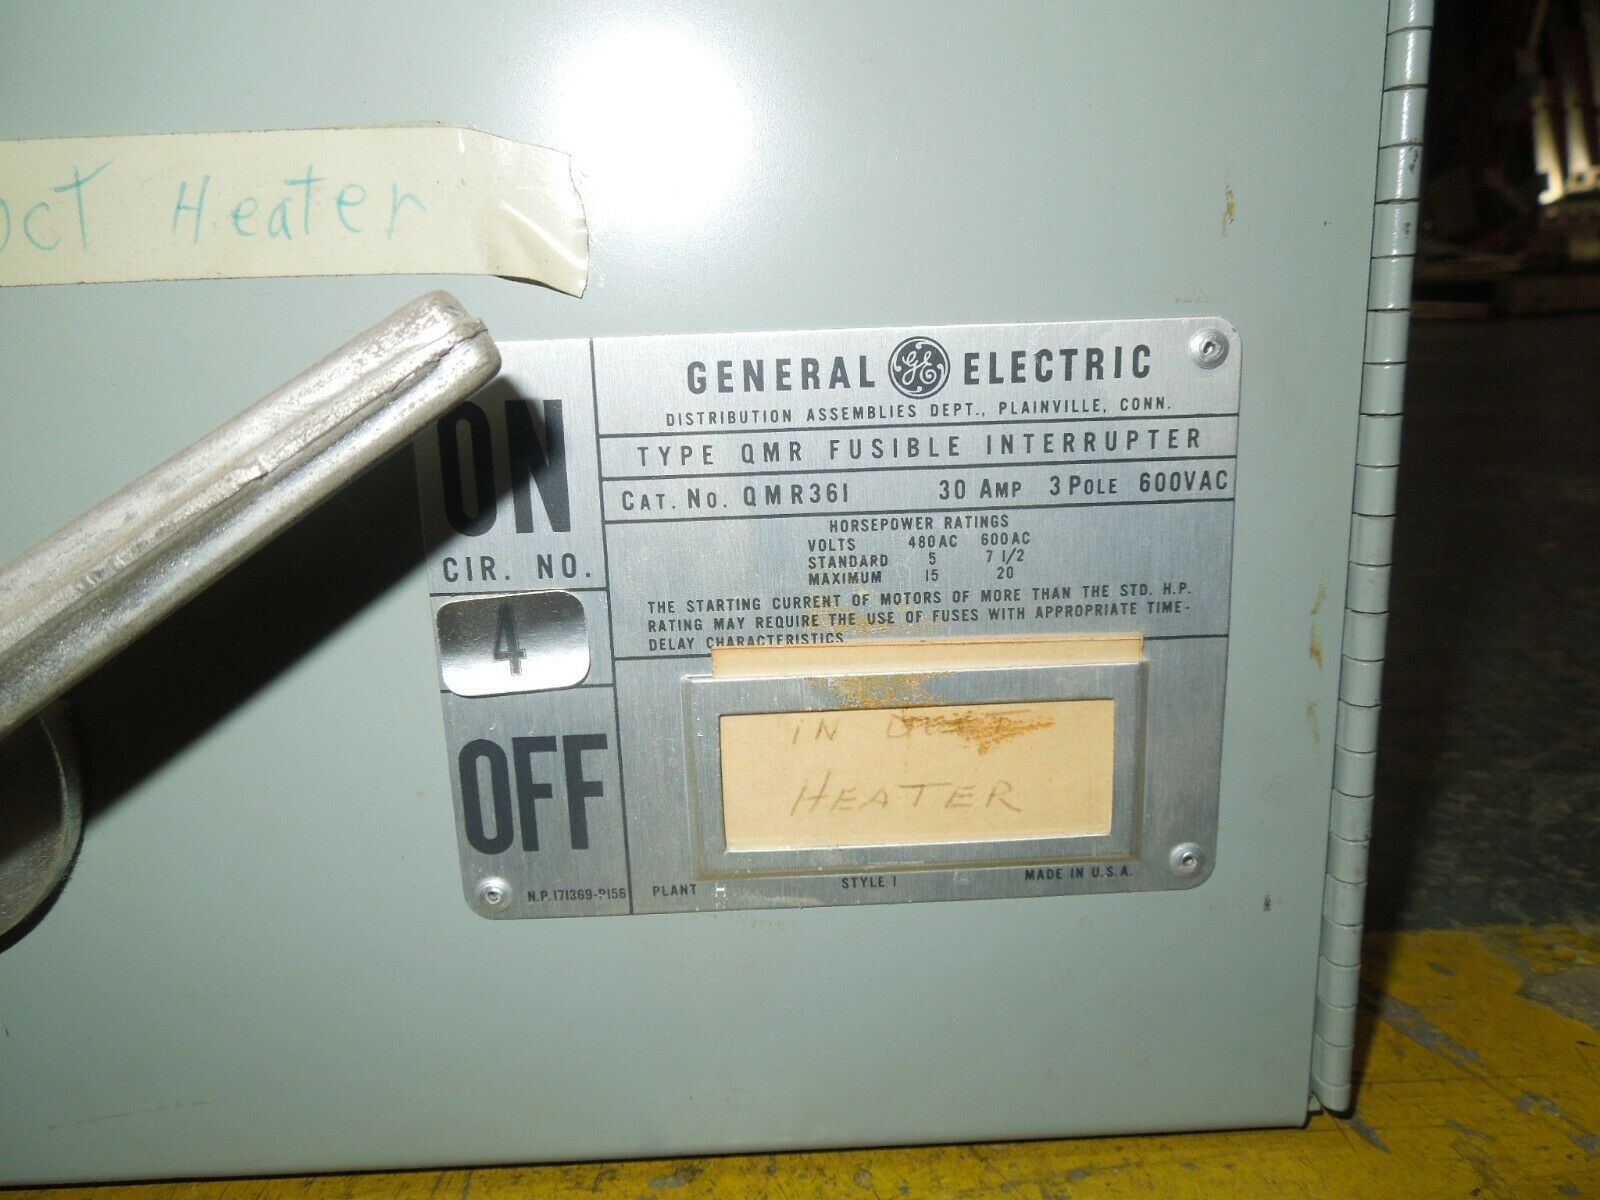 Heater
GENERAL GE ELECTRIC
DISTRIBUTION ASSEMBLIES DEPT., PLAINVILLE, CONN.
TYPE QMR FUSIBLE INTERRUPTER
CAT. NO. QMR361 30 AMP 3 POLE 600VAC
HORSEPOWER RATINGS
VOLTS 480AC 600AC
STANDARD 5 7 1/2
MAXIMUM 15 20
THE STARTING CURRENT OF MOTORS OF MORE THAN THE STD. H.P.
RATING MAY REQUIRE THE USE OF FUSES WITH APPROPRIATE TIME-
DELAY CHARACTERISTICS
ON
CIR. NO.
4
OFF
IN
HEATER
N.P. 171369-P156
PLANT STYLE 1 MADE IN U.S.A.